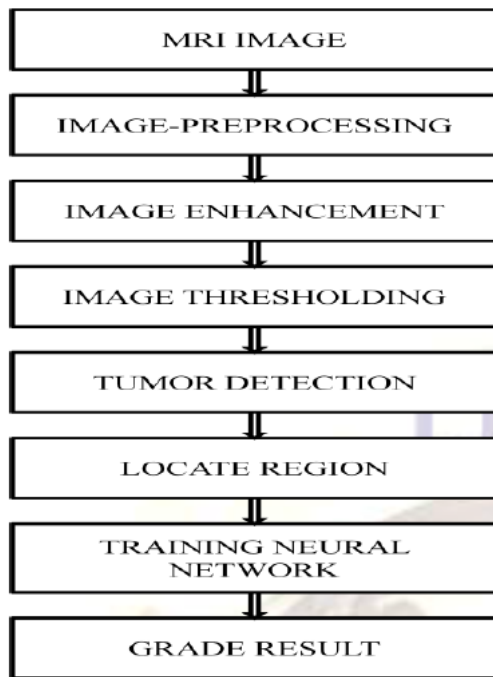 MRI IMAGE
IMAGE-PREPROCESSING
IMAGE ENHANCEMENT
IMAGE THRESHOLDING
TUMOR DETECTION
LOCATE REGION
TRAINING NEURAL
NETWORK
GRADE RESULT